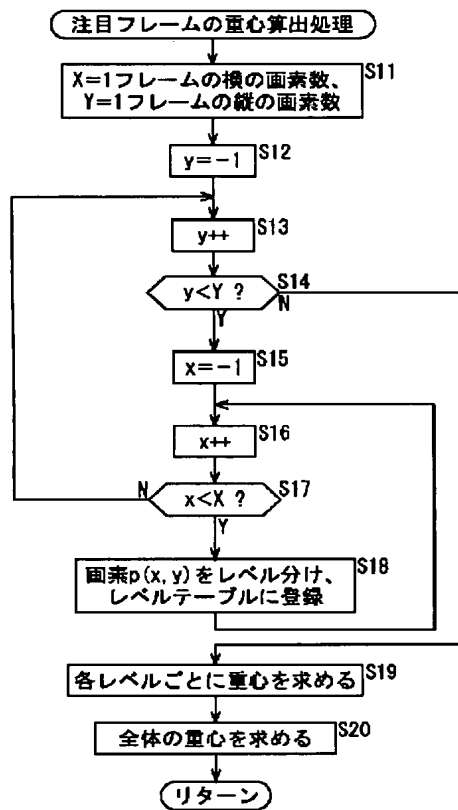 注目フレームの重心算出処理
S11
X=1フレームの横の画素数、
Y=1フレームの縦の画素数
S12
y=-1
S13
y++
S14
y<Y ?
N
Y
S15
x=-1
S16
x++
S17
N
x<X ?
Y
S18
画素p(x,y)をレベル分け、
レベルテーブルに登録
S19
各レベルごとに重心を求める
S20
全体の重心を求める
リターン